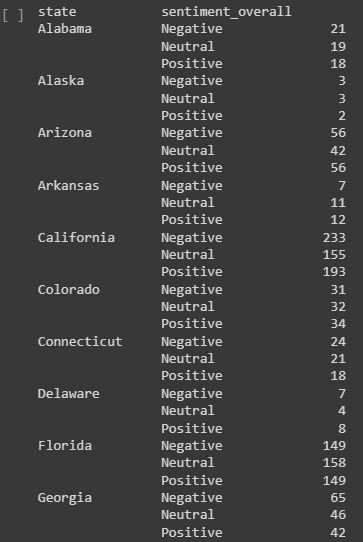 [ ] state sentiment_overall
Alabama Negative 21
Neutral 19
Positive 18
Alaska Negative 3
Neutral 3
Positive 2
Arizona Negative 56
Neutral 42
Positive 56
Arkansas Negative 7
Neutral 11
Positive 12
California Negative 233
Neutral 155
Positive 193
Colorado Negative 31
Neutral 32
Positive 34
Connecticut Negative 24
Neutral 21
Positive 18
Delaware Negative 7
Neutral 4
Positive 8
Florida Negative 149
Neutral 158
Positive 149
Georgia Negative 65
Neutral 46
Positive 42